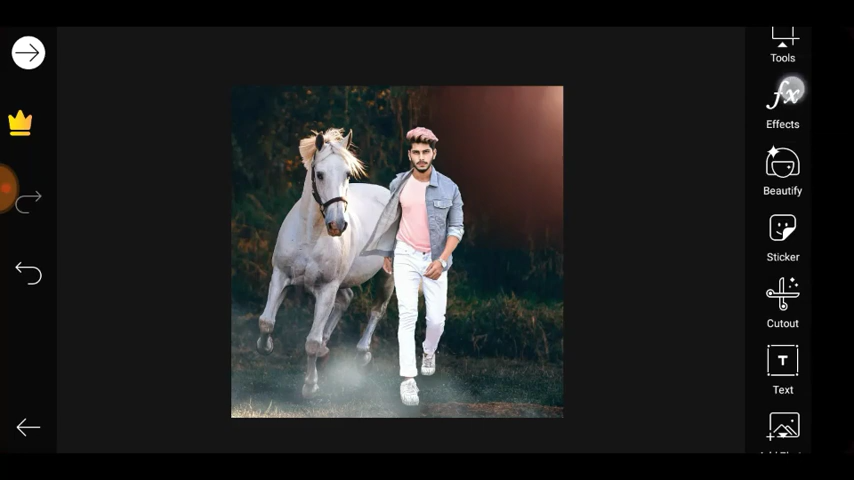 Tools
fx
Effects
Beautify
Sticker
Cutout
T
Text